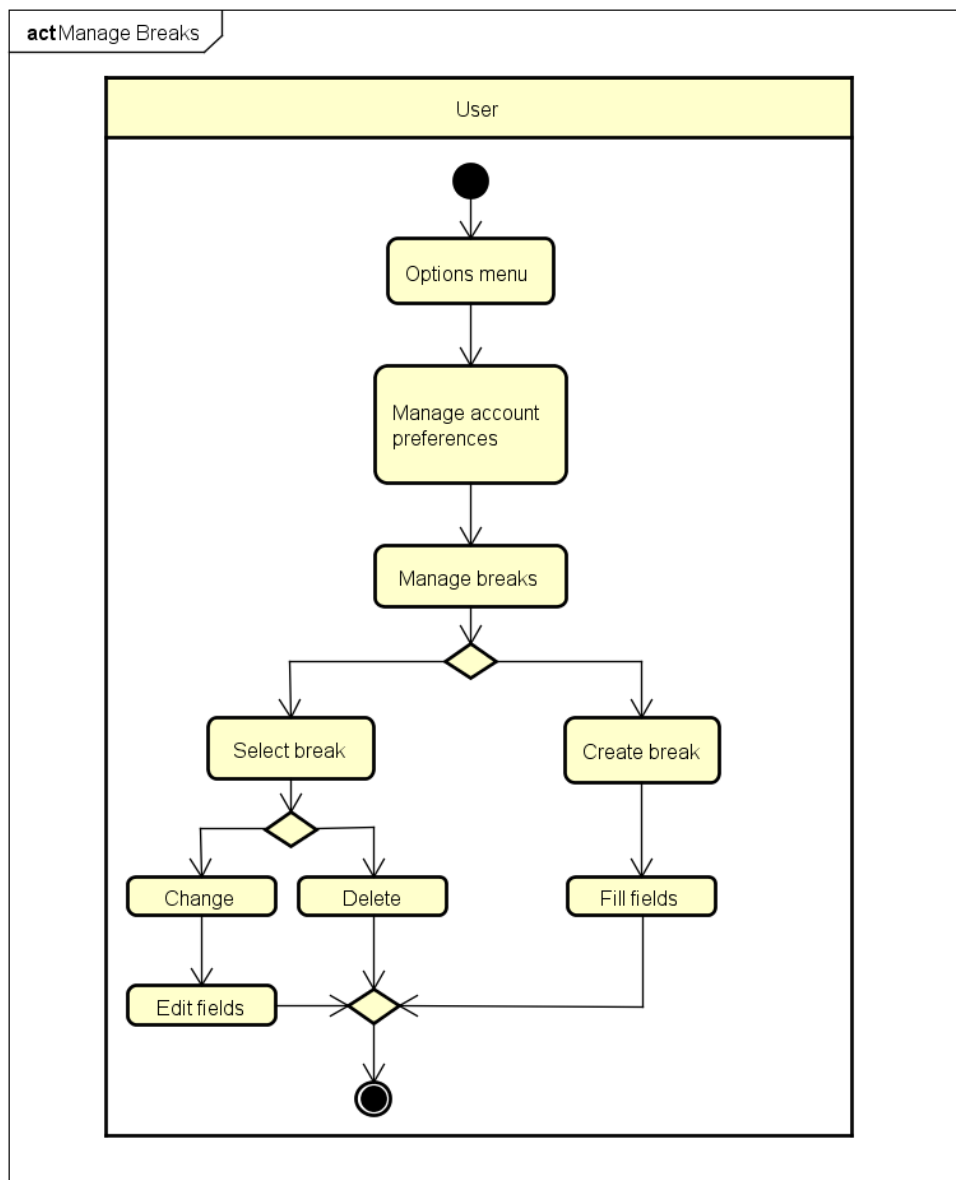 act Manage Breaks
User
Options menu
Manage account
preferences
Manage breaks
Select break
Create break
Change
Delete
Fill fields
Edit fields